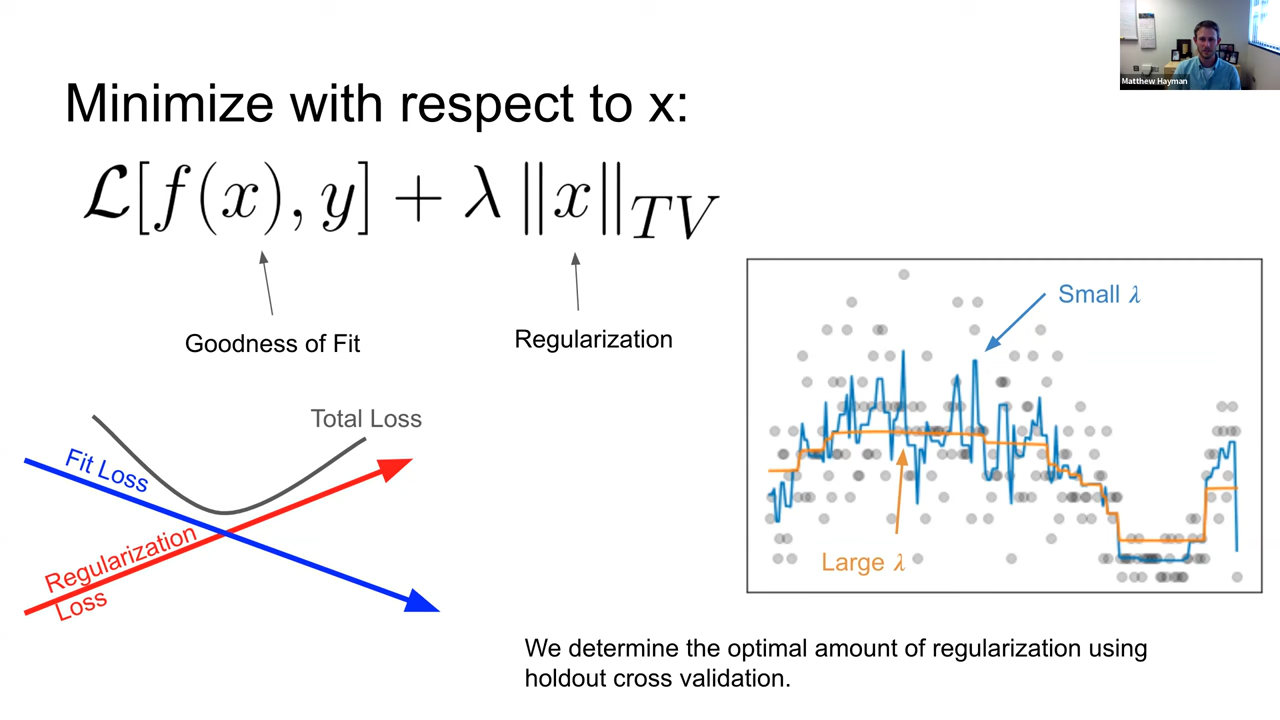 Matthew Hayman
Minimize with respect to x:
ℒ[f(x), y] + λ ‖x‖_{TV}
Goodness of Fit
Regularization
Small λ
Large λ
Total Loss
Fit Loss
Regularization
Loss
We determine the optimal amount of regularization using
holdout cross validation.